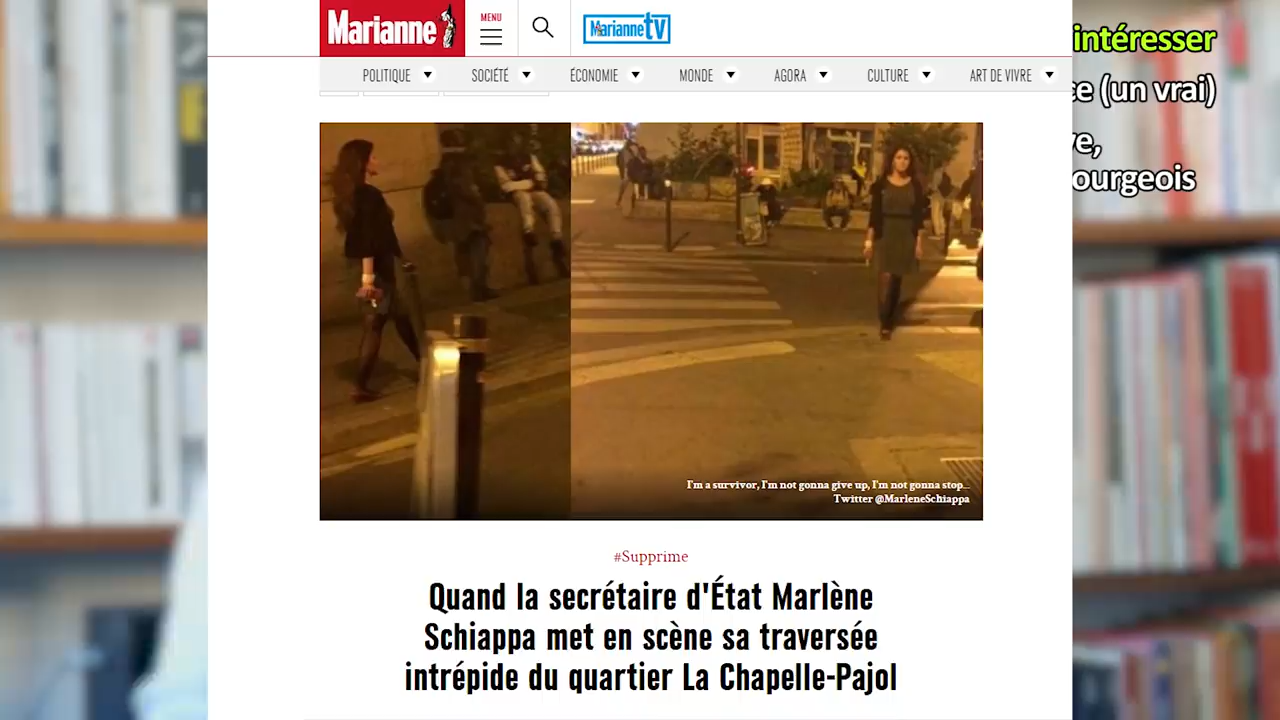 Marianne
MENU
MarianneTV
intéresser
ce (un vrai)
ve,
ourgeois
POLITIQUE
SOCIÉTÉ
ÉCONOMIE
MONDE
AGORA
CULTURE
ART DE VIVRE
I'm a survivor, I'm not gonna give up, I'm not gonna stop...
Twitter @MarleneSchiappa
#Supprime
Quand la secrétaire d'État Marlène
Schiappa met en scène sa traversée
intrépide du quartier La Chapelle-Pajol